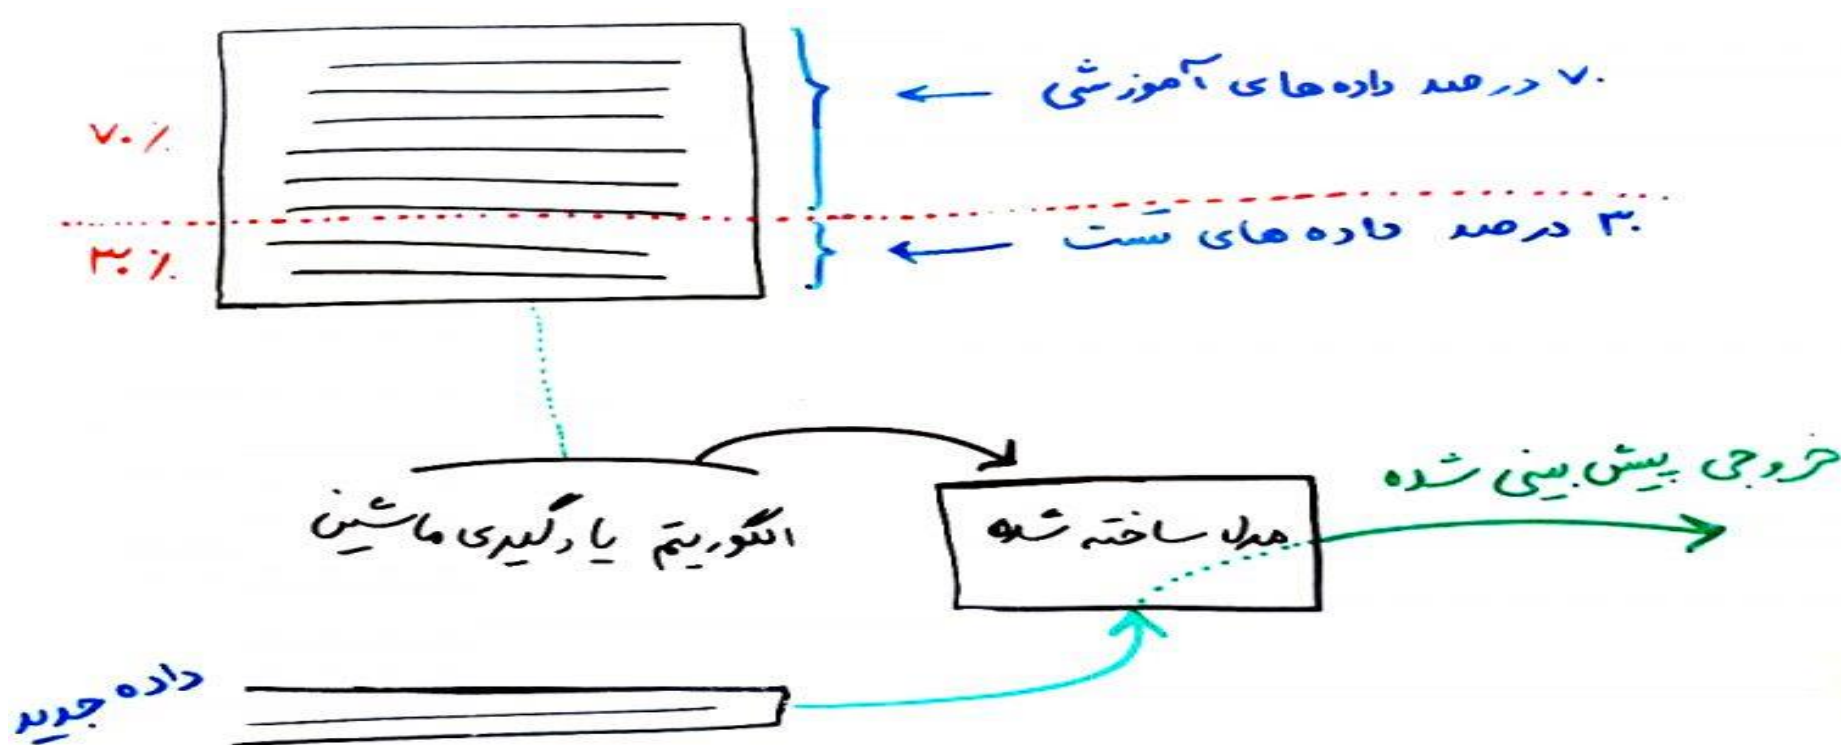 ۷۰ درصد داده های آموزشی
۷۰٪
۳۰ درصد داده های تست
۳۰٪
خروجی پیش بینی شده
الگوریتم یادگیری ماشین
مدل ساخته شده
داده جدید